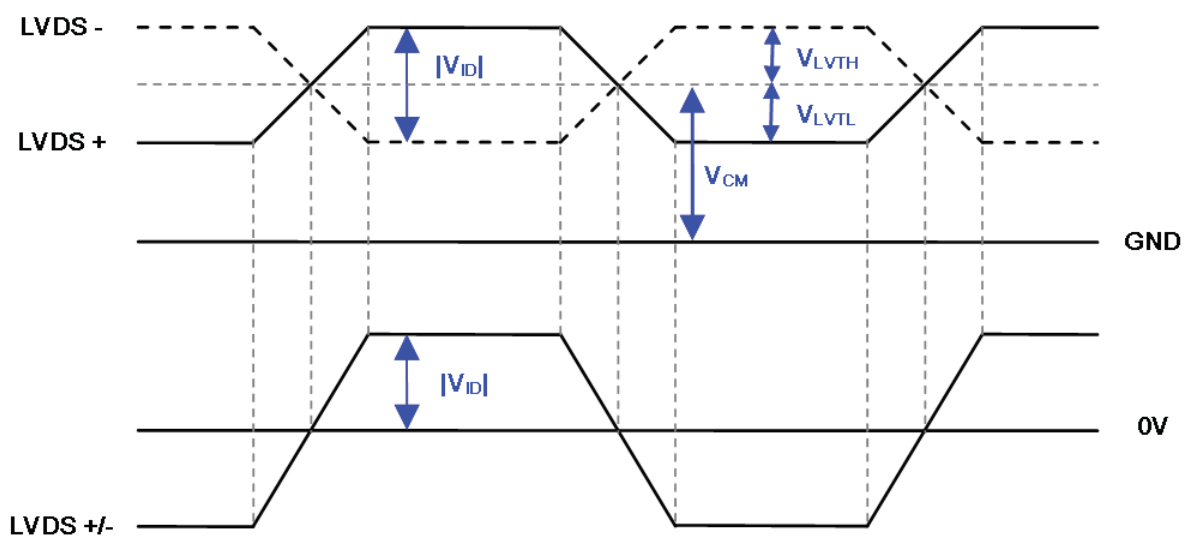 LVDS -
|VID|
VLVTH
VLVTL
LVDS +
VCM
GND
|VID|
0V
LVDS +/-